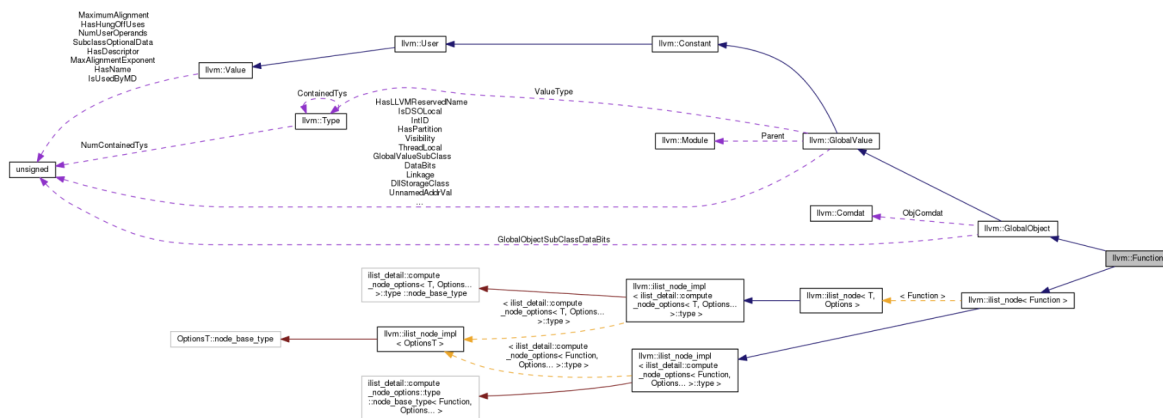 MaximumAlignment
HasHungOffUses
NumUserOperands
SubclassOptionalData
HasDescriptor
MaxAlignmentExponent
HasName
IsUsedByMD
llvm::User
llvm::Constant
llvm::Value
ContainedTys
ValueType
llvm::Type
HasLLVMReservedName
IsDSOLocal
IntID
HasPartition
Visibility
ThreadLocal
GlobalValueSubClass
DataBits
Linkage
DllStorageClass
UnnamedAddrVal
...
NumContainedTys
llvm::Module
Parent
llvm::GlobalValue
unsigned
llvm::Comdat
ObjComdat
llvm::GlobalObject
GlobalObjectSubClassDataBits
llvm::Function
ilist_detail::compute
_node_options< T, Options...
>::type ::node_base_type
< ilist_detail::compute
_node_options< T, Options...
>::type >
llvm::ilist_node_impl
< ilist_detail::compute
_node_options< T, Options...
>::type >
llvm::ilist_node< T,
Options >
< Function >
llvm::ilist_node< Function >
OptionsT::node_base_type
llvm::ilist_node_impl
< OptionsT >
< ilist_detail::compute
_node_options< Function,
Options... >::type >
llvm::ilist_node_impl
< ilist_detail::compute
_node_options< Function,
Options... >::type >
ilist_detail::compute
_node_options::type
::node_base_type< Function,
Options... >